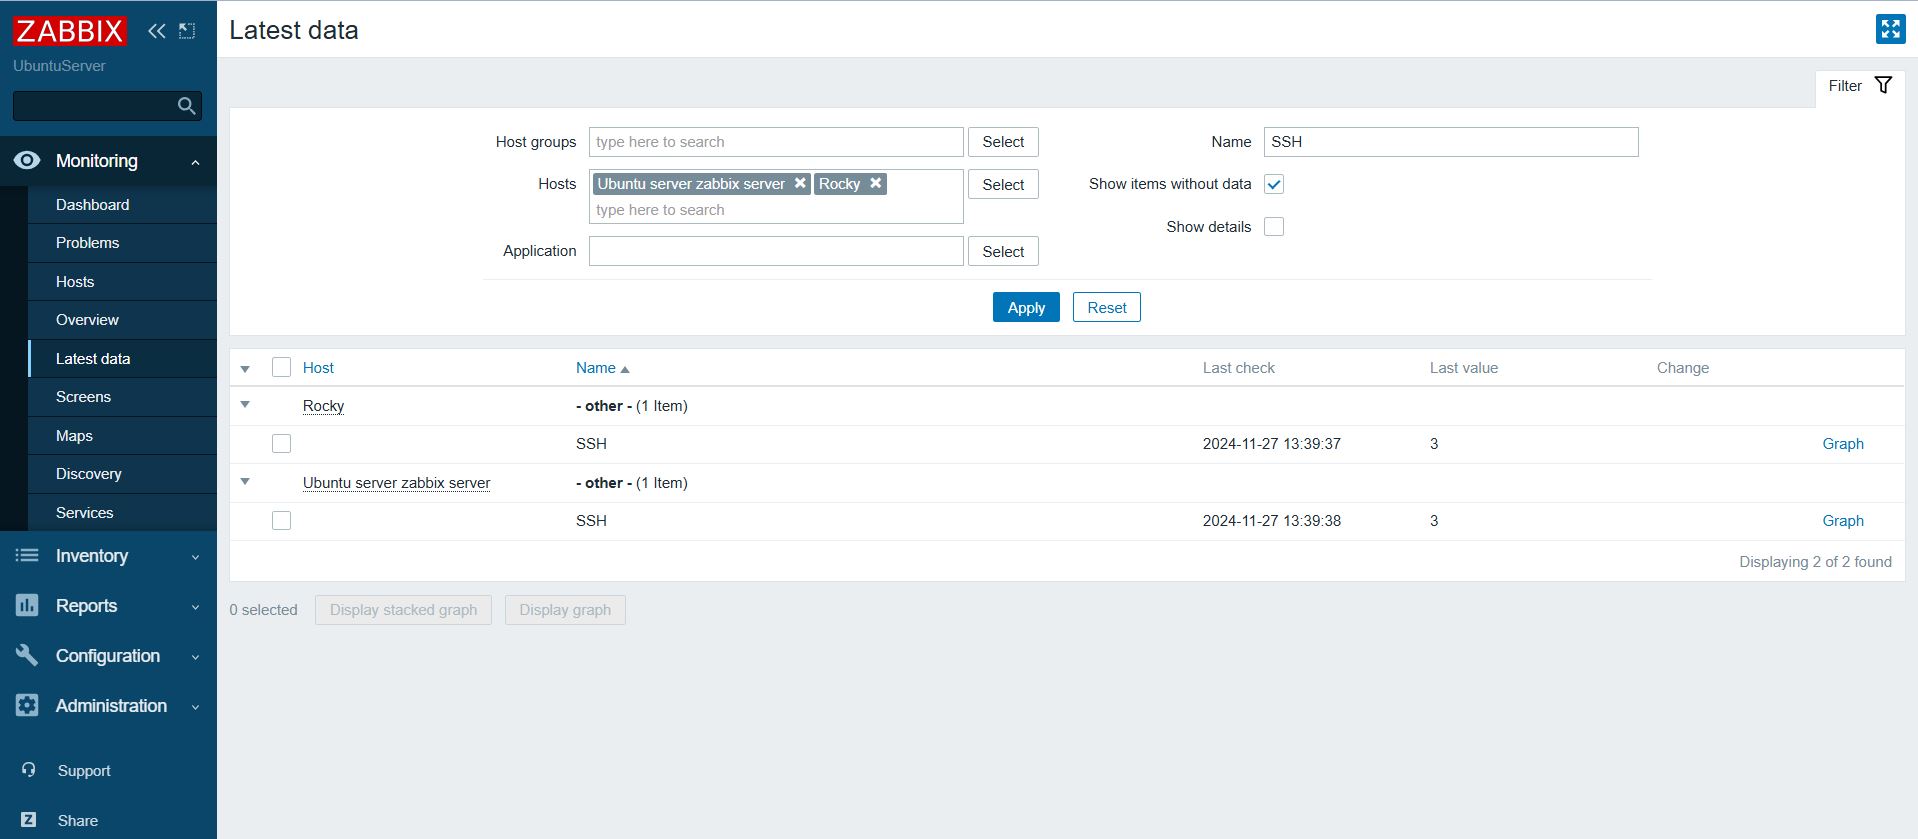 ZABBIX
UbuntuServer
Monitoring
Dashboard
Problems
Hosts
Overview
Latest data
Screens
Maps
Discovery
Services
Inventory
Reports
Configuration
Administration
Support
Z Share
Latest data
Filter
Host groups type here to search Select Name SSH
Hosts Ubuntu server zabbix server Rocky Select Show items without data
type here to search
Show details
Application Select
Apply Reset
Host Name Last check Last value Change
Rocky - other - (1 Item)
SSH 2024-11-27 13:39:37 3 Graph
Ubuntu server zabbix server - other - (1 Item)
SSH 2024-11-27 13:39:38 3 Graph
Displaying 2 of 2 found
0 selected Display stacked graph Display graph